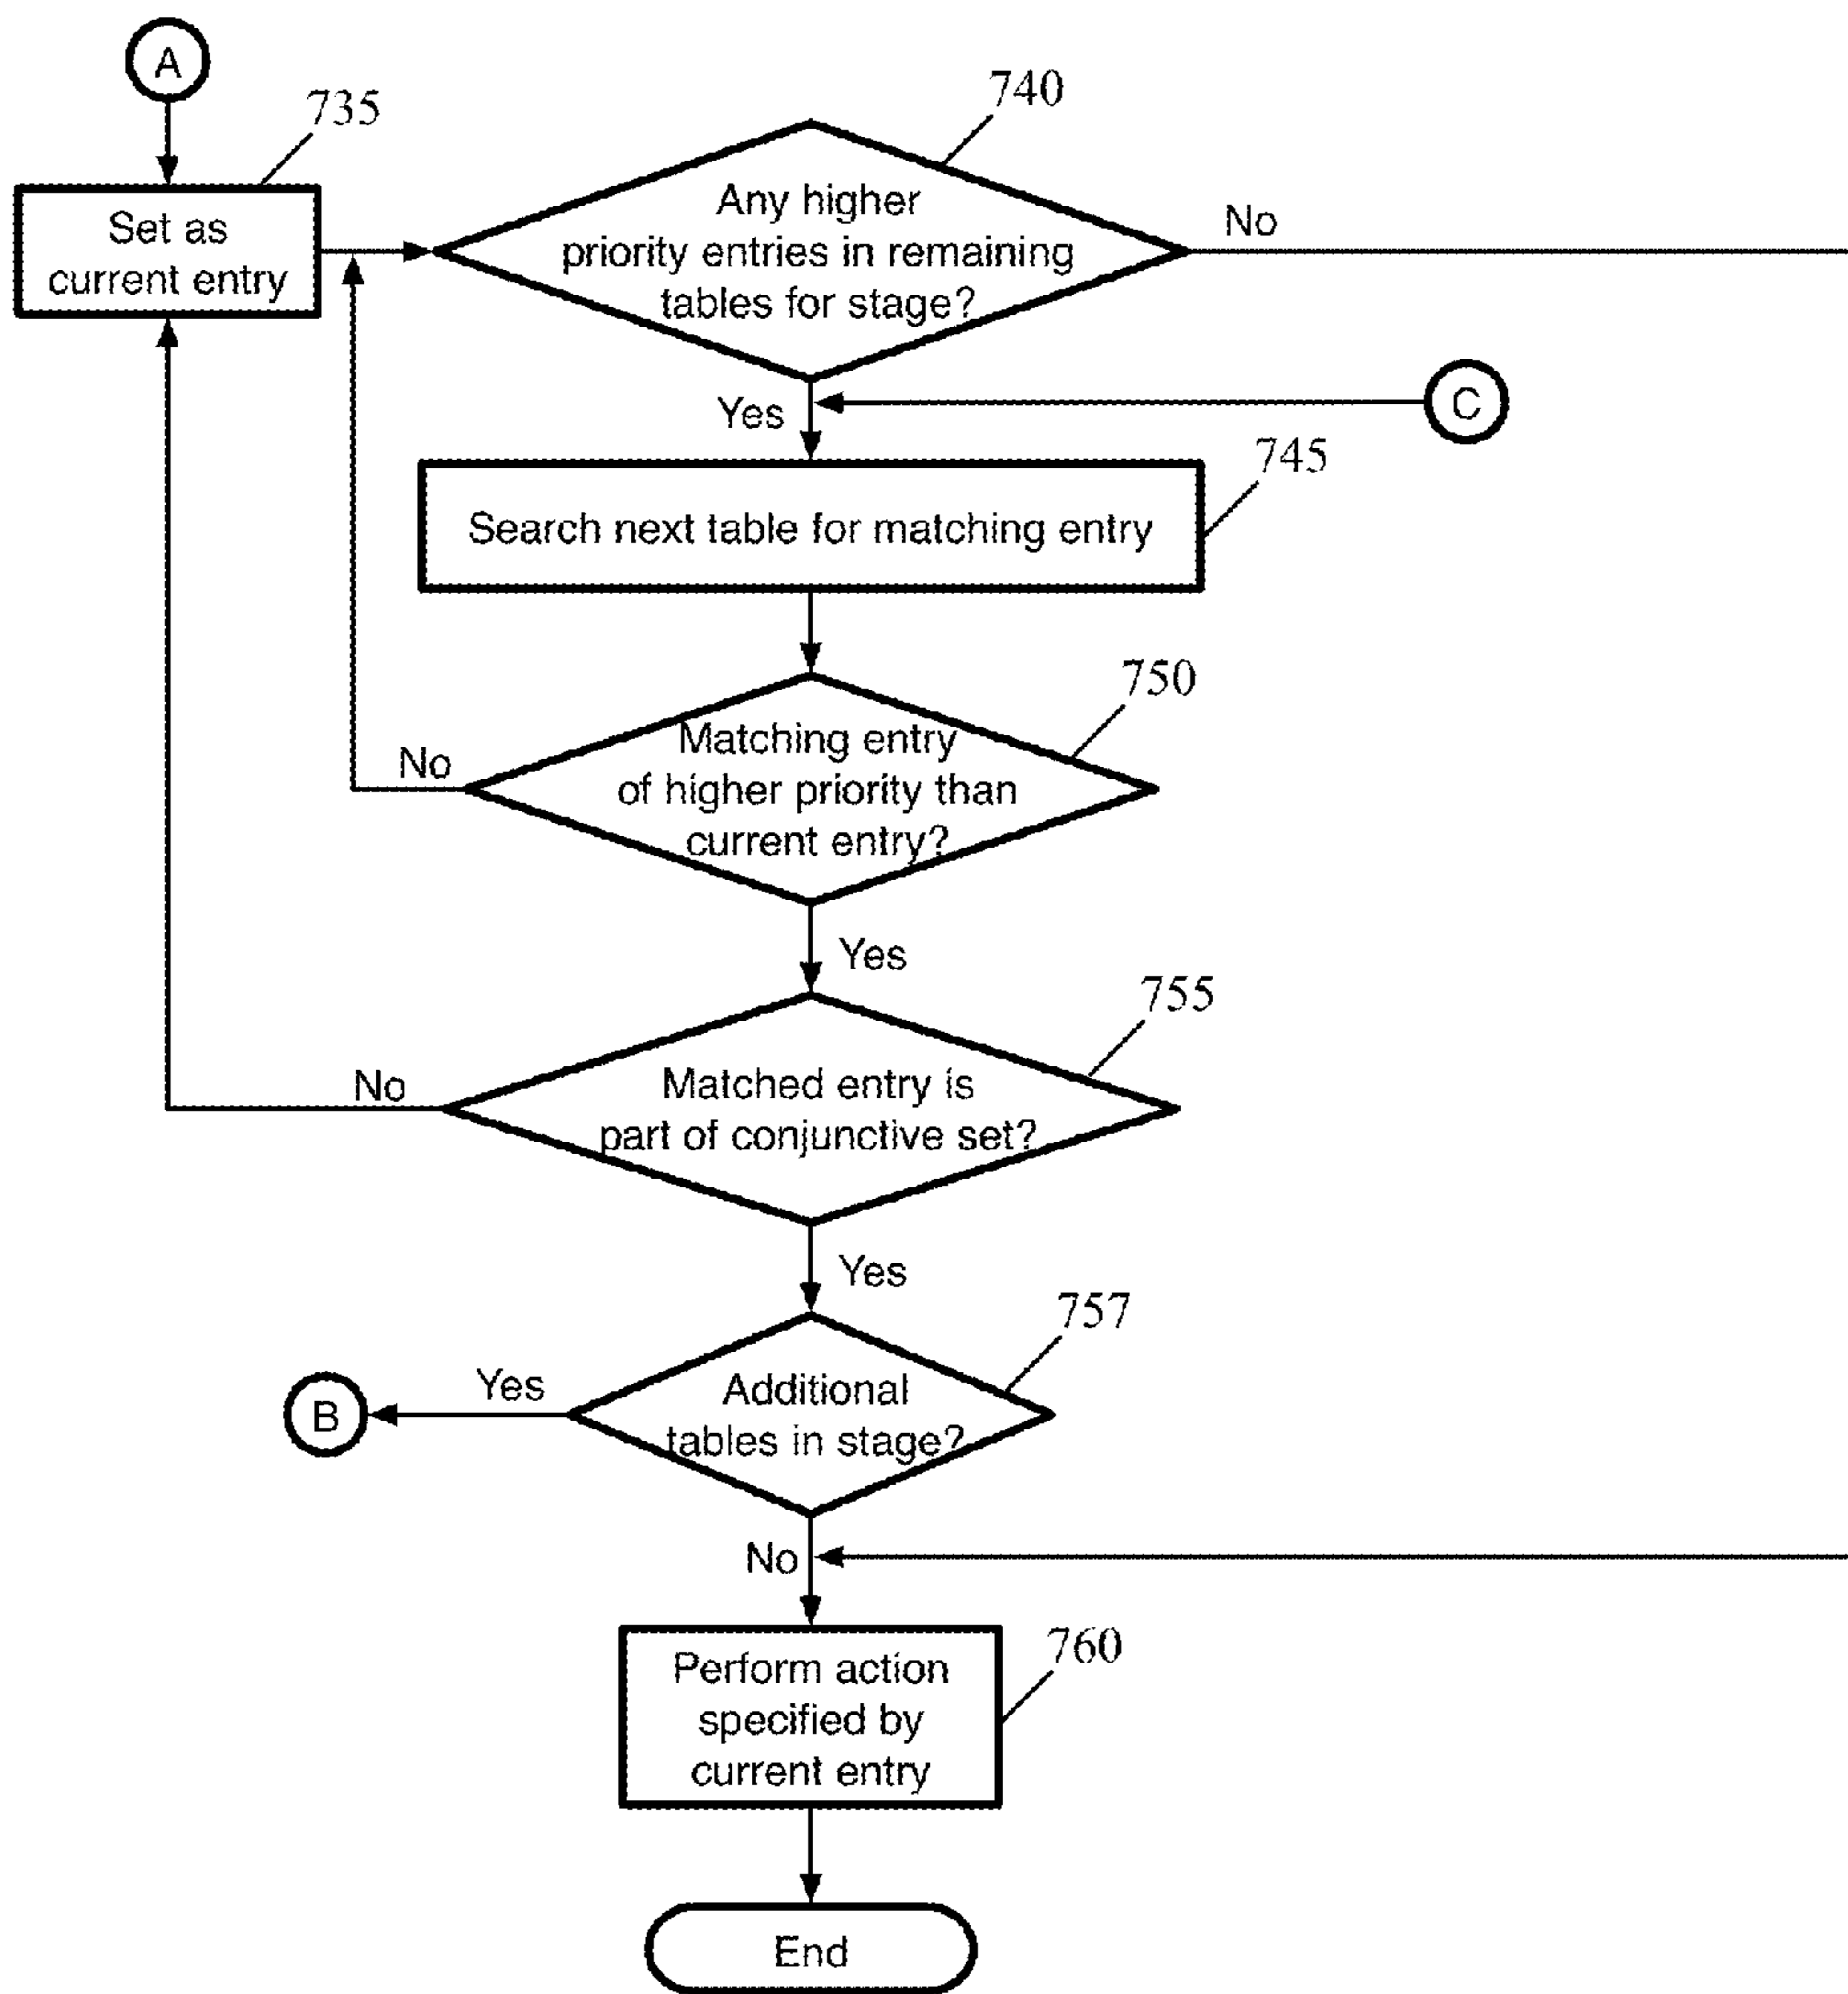 A
735
740
Set as
current entry
Any higher
priority entries in remaining
tables for stage?
No
Yes
C
745
Search next table for matching entry
750
No
Matching entry
of higher priority than
current entry?
Yes
755
No
Matched entry is
part of conjunctive set?
Yes
757
B
Yes
Additional
tables in stage?
No
760
Perform action
specified by
current entry
End